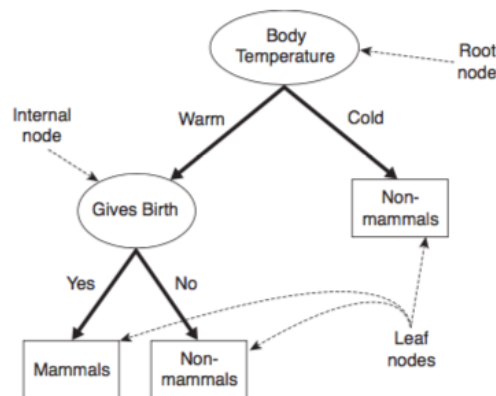 Body
Temperature
Root
node
Internal
node
Warm
Cold
Gives Birth
Non-
mammals
Yes
No
Leaf
nodes
Mammals
Non-
mammals